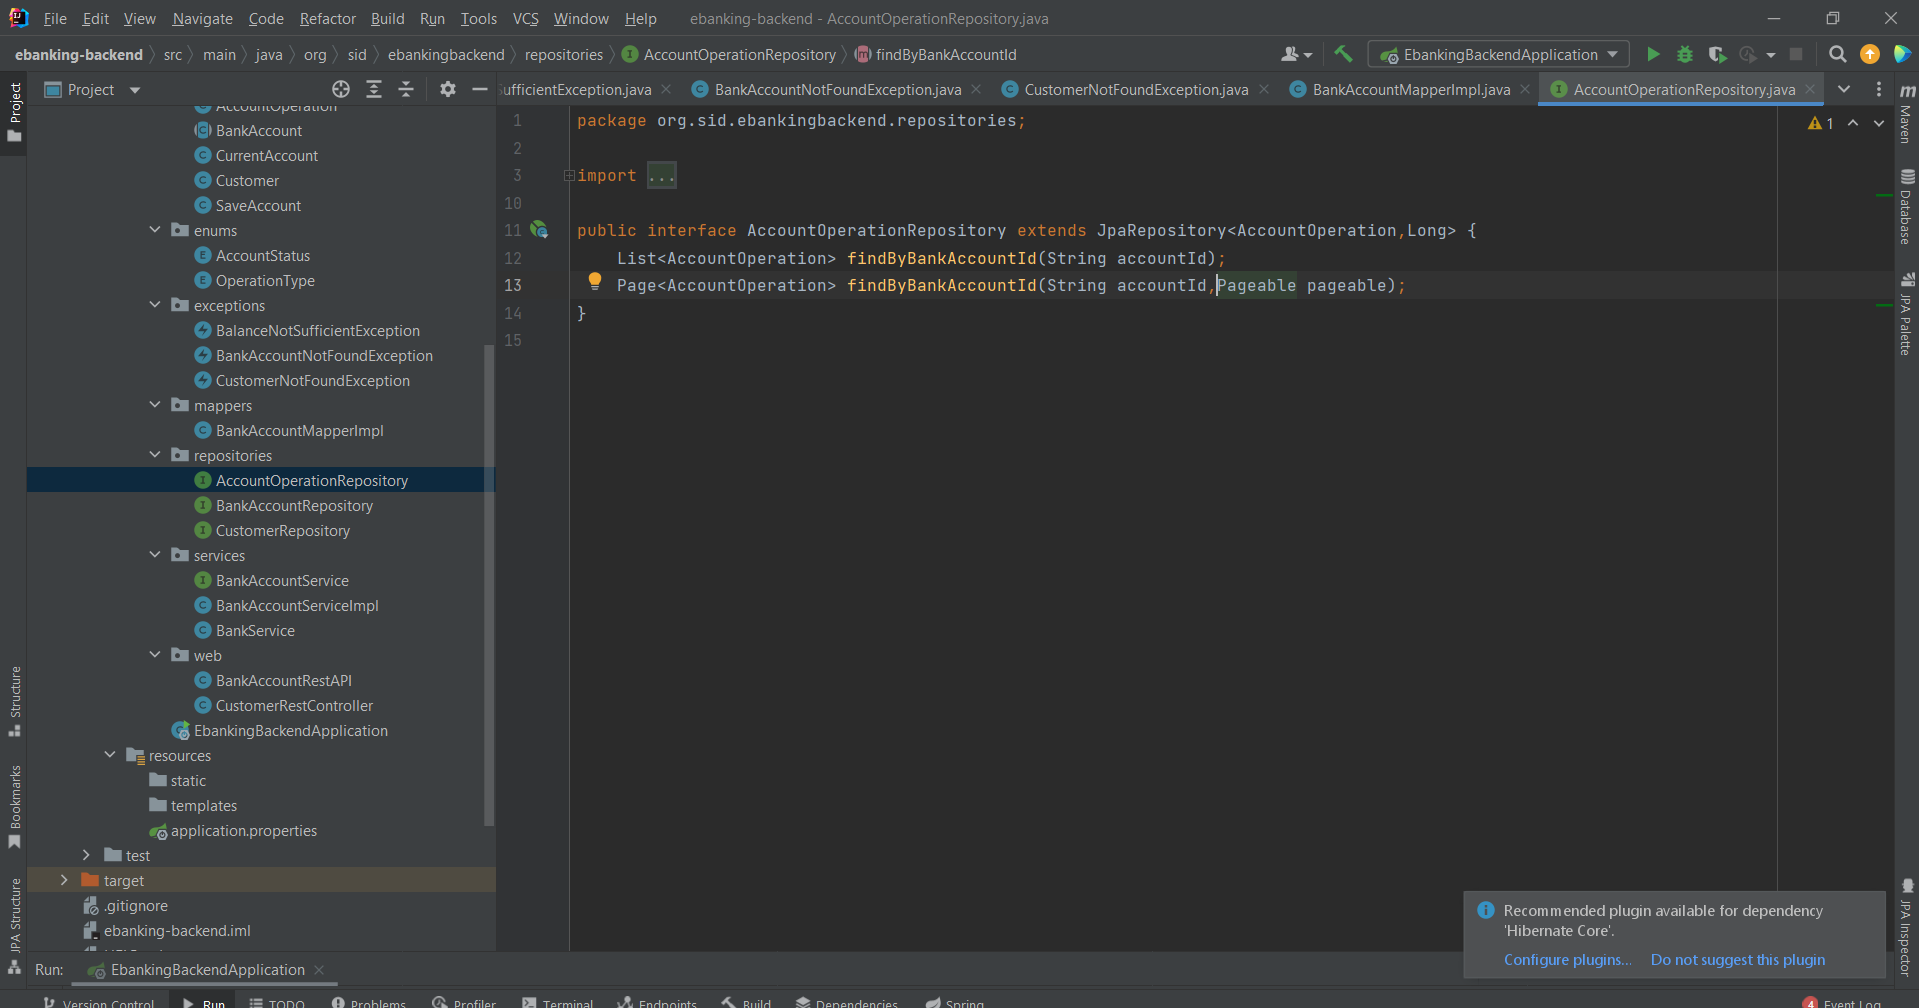 File Edit View Navigate Code Refactor Build Run Tools VCS Window Help ebanking-backend - AccountOperationRepository.java
ebanking-backend src main java org sid ebankingbackend repositories AccountOperationRepository findByBankAccountId EbankingBackendApplication
Project
ufficientException.java BankAccountNotFoundException.java CustomerNotFoundException.java BankAccountMapperImpl.java AccountOperationRepository.java
AccountOperation
BankAccount
CurrentAccount
Customer
SaveAccount
enums
AccountStatus
OperationType
exceptions
BalanceNotSufficientException
BankAccountNotFoundException
CustomerNotFoundException
mappers
BankAccountMapperImpl
repositories
AccountOperationRepository
BankAccountRepository
CustomerRepository
services
BankAccountService
BankAccountServiceImpl
BankService
web
BankAccountRestAPI
CustomerRestController
EbankingBackendApplication
resources
static
templates
application.properties
test
target
.gitignore
ebanking-backend.iml
1 package org.sid.ebankingbackend.repositories;
2
3 import ...
10
11 public interface AccountOperationRepository extends JpaRepository<AccountOperation,Long> {
12 List<AccountOperation> findByBankAccountId(String accountId);
13 Page<AccountOperation> findByBankAccountId(String accountId,Pageable pageable);
14 }
15
1
Project
Structure
Bookmarks
JPA Structure
Maven
Database
JPA Palette
JPA Inspector
Recommended plugin available for dependency
'Hibernate Core'.
Configure plugins... Do not suggest this plugin
Run: EbankingBackendApplication
Version Control Run TODO Problems Profiler Terminal Endpoints Build Dependencies Spring 4 Event Log